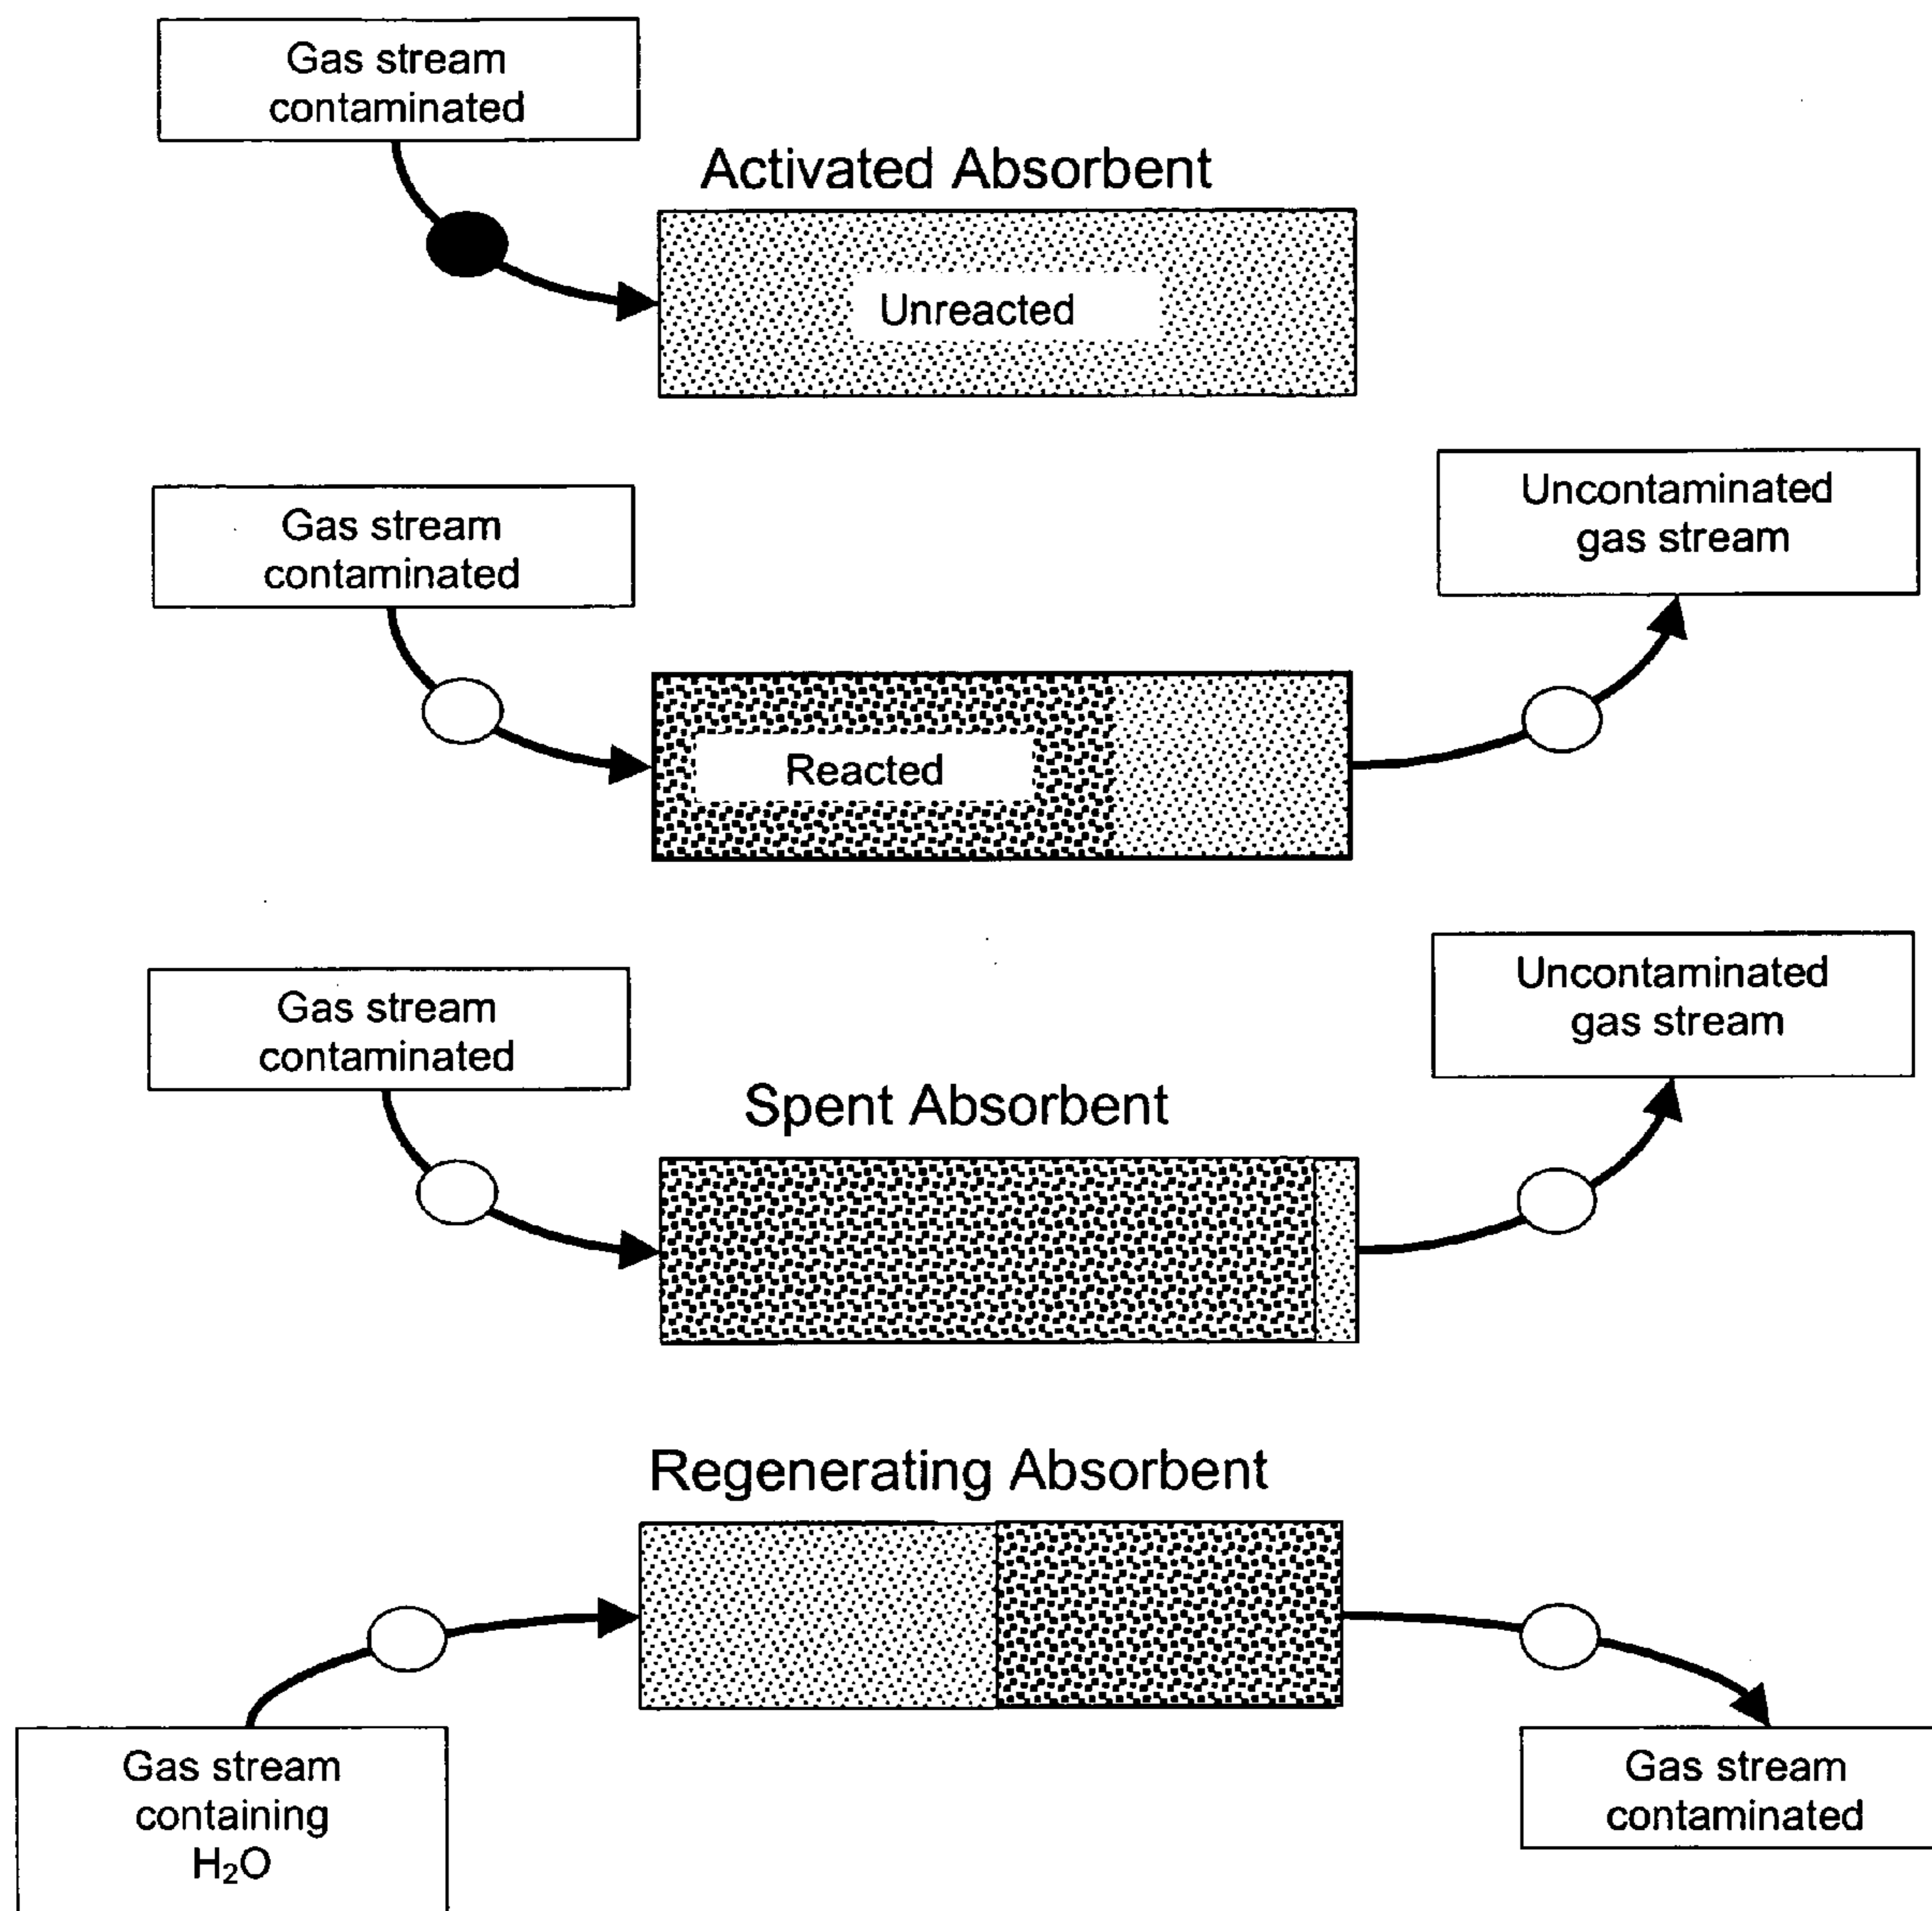 Gas stream
contaminated
Activated Absorbent
Unreacted
Gas stream
contaminated
Uncontaminated
gas stream
Reacted
Gas stream
contaminated
Uncontaminated
gas stream
Spent Absorbent
Regenerating Absorbent
Gas stream
containing
H₂O
Gas stream
contaminated